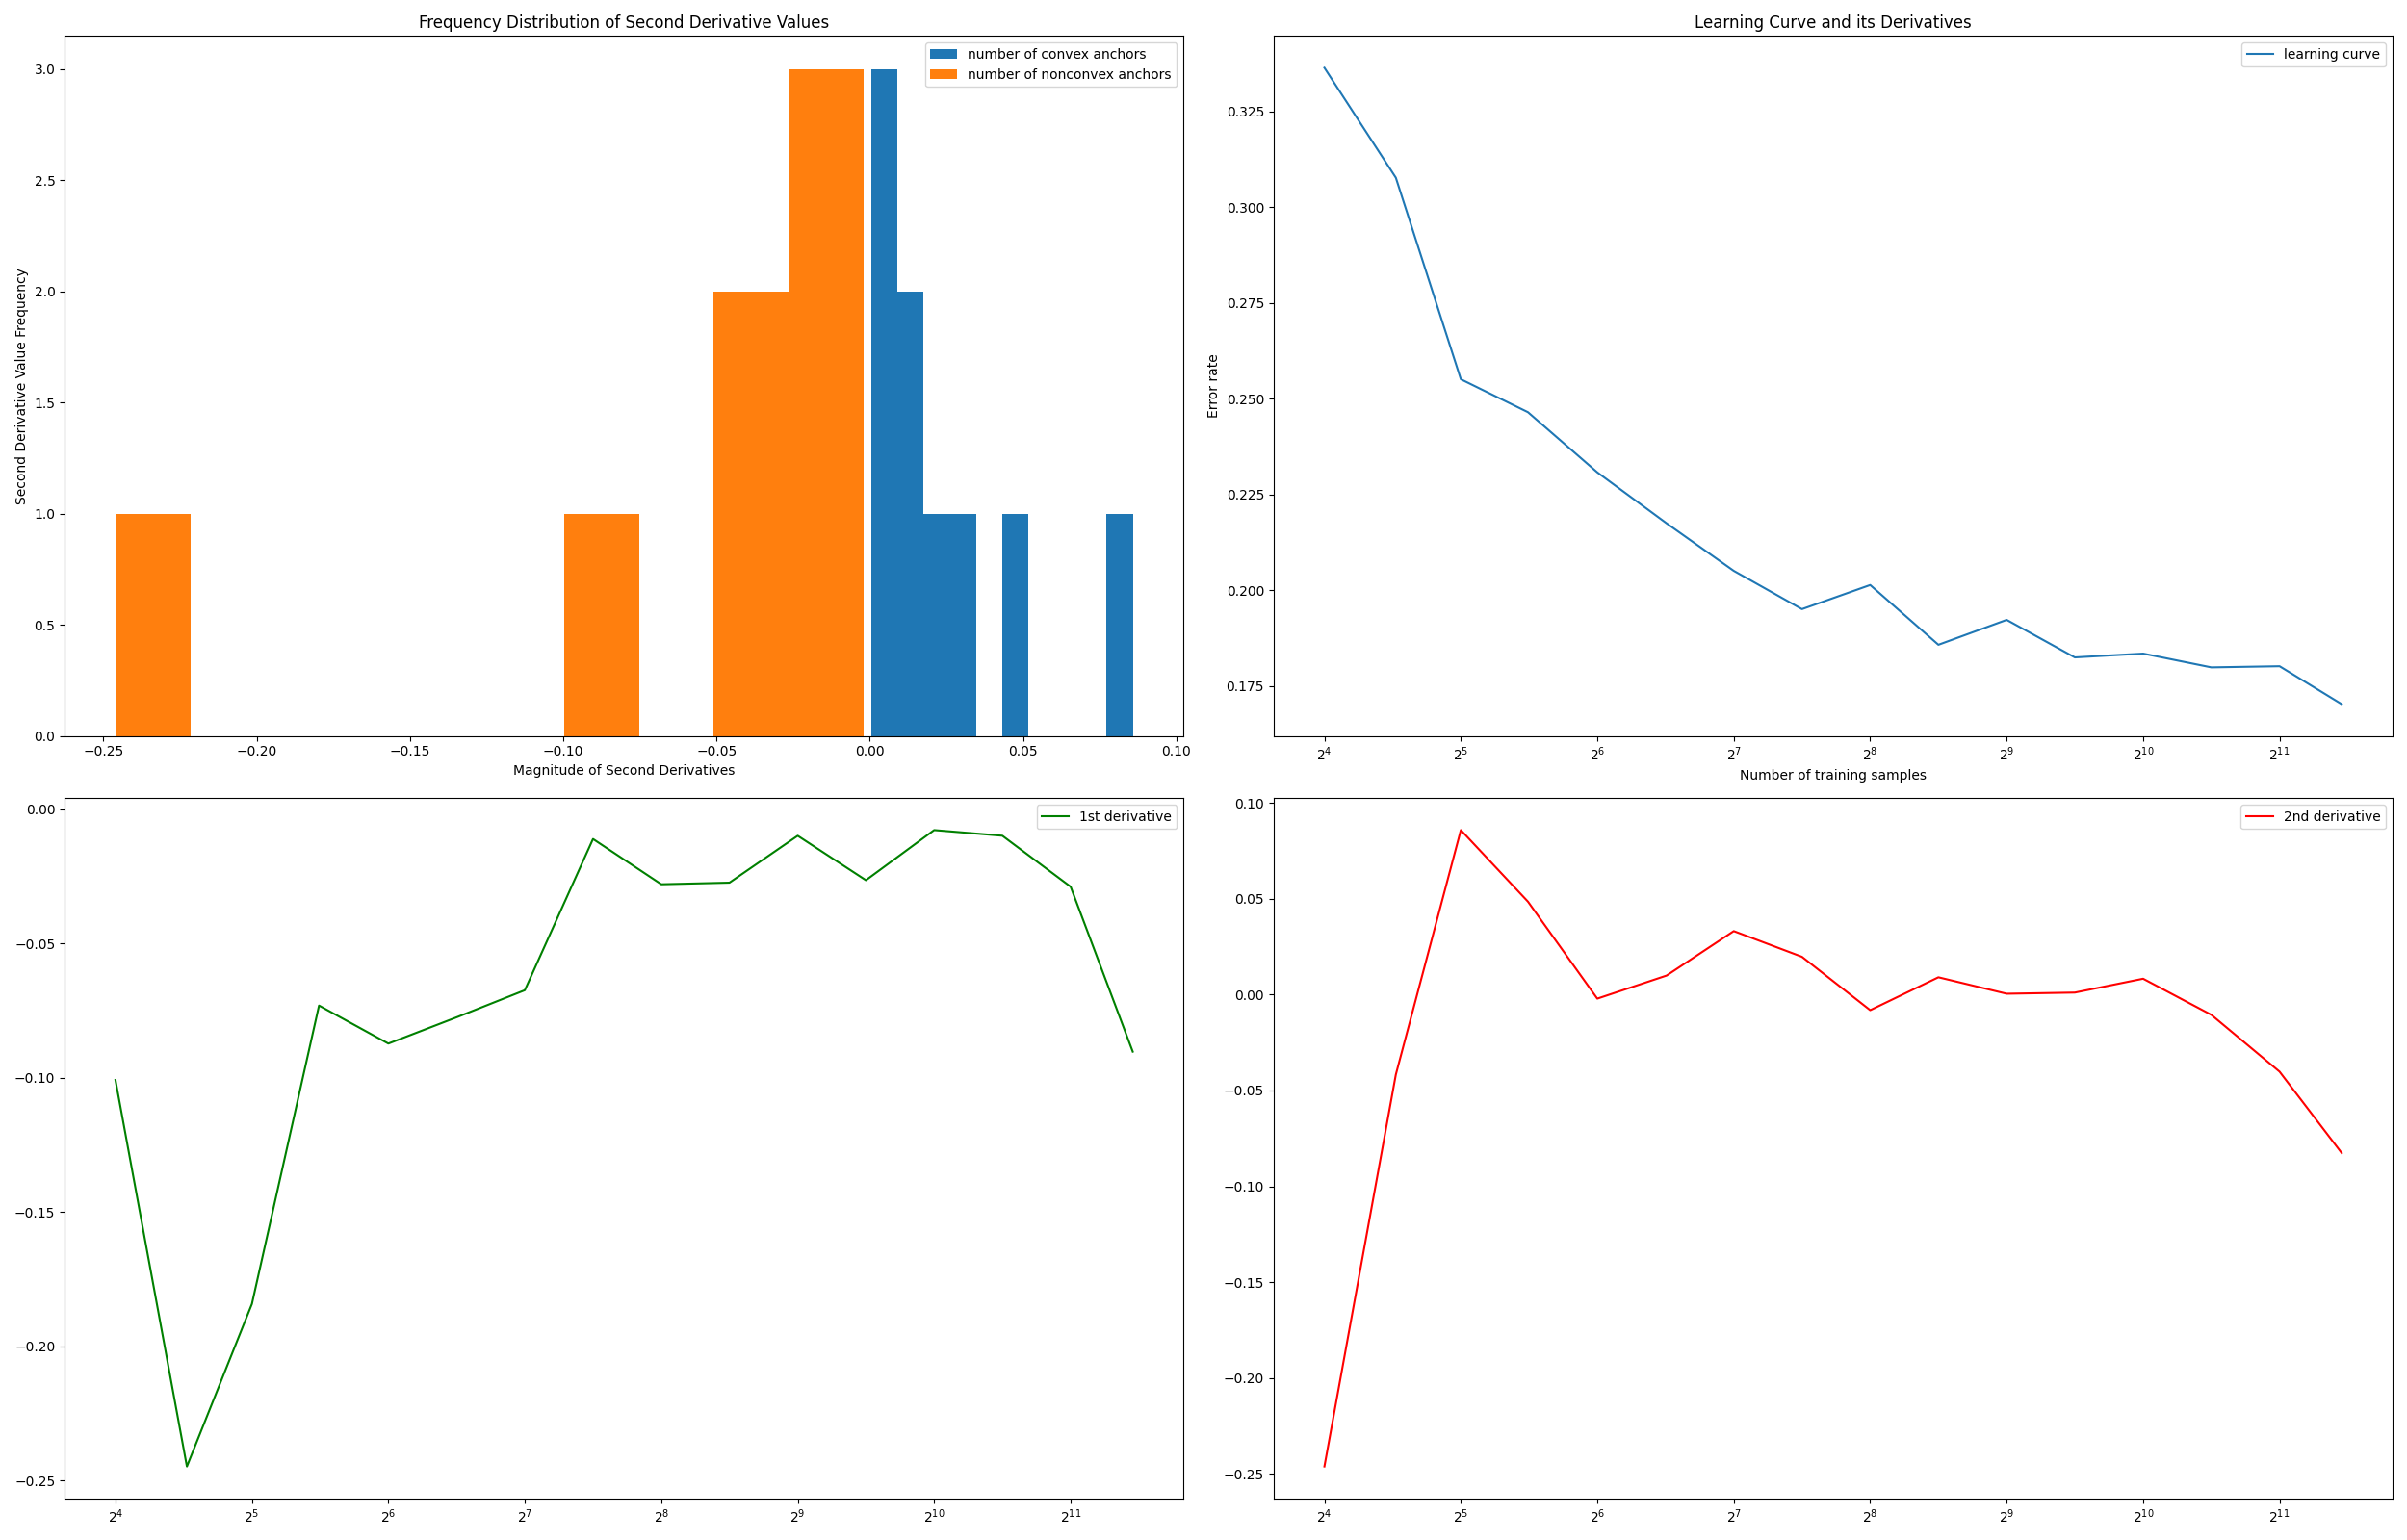 Frequency Distribution of Second Derivative Values
number of convex anchors
number of nonconvex anchors
Second Derivative Value Frequency
3.0
2.5
2.0
1.5
1.0
0.5
0.0
−0.25 −0.20 −0.15 −0.10 −0.05 0.00 0.05 0.10
Magnitude of Second Derivatives
Learning Curve and its Derivatives
learning curve
Error rate
0.325
0.300
0.275
0.250
0.225
0.200
0.175
2^4 2^5 2^6 2^7 2^8 2^9 2^10 2^11
Number of training samples
1st derivative
0.00
−0.05
−0.10
−0.15
−0.20
−0.25
2^4 2^5 2^6 2^7 2^8 2^9 2^10 2^11
2nd derivative
0.10
0.05
0.00
−0.05
−0.10
−0.15
−0.20
−0.25
2^4 2^5 2^6 2^7 2^8 2^9 2^10 2^11